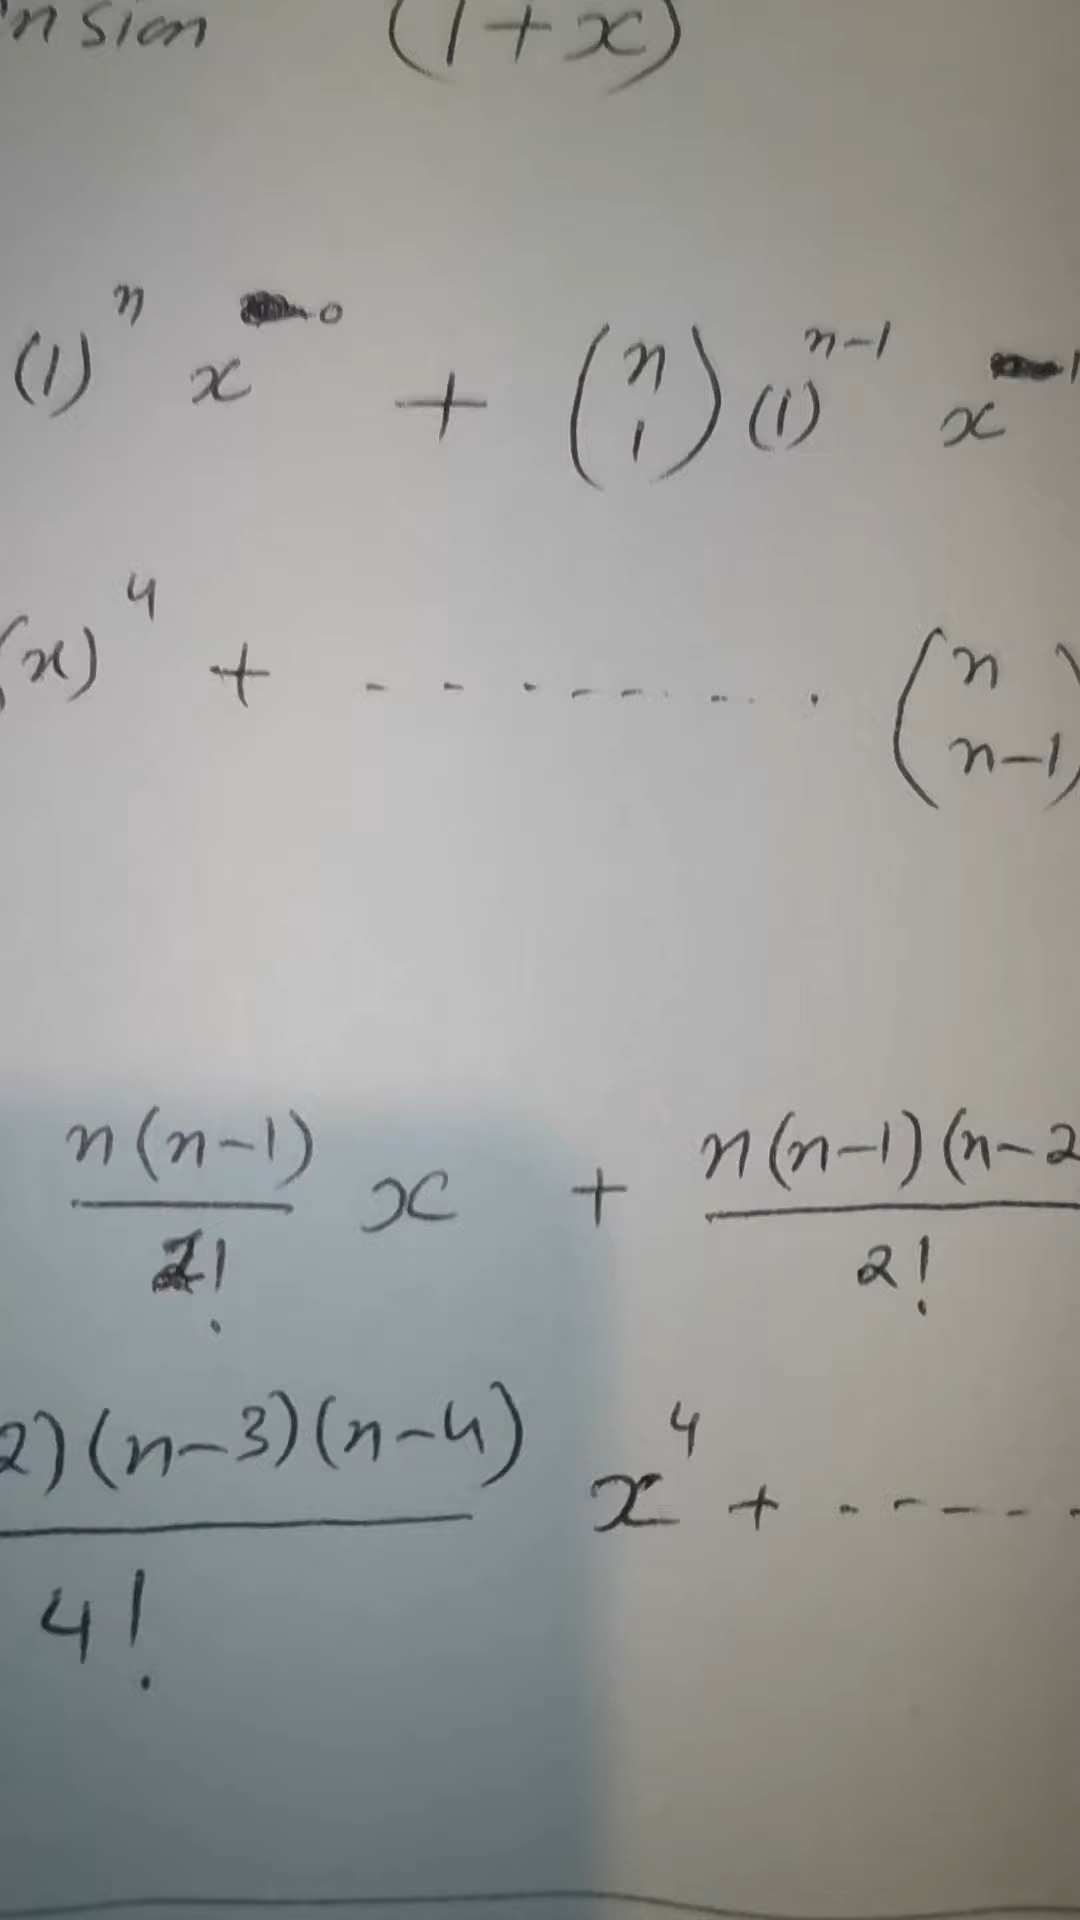 nsion (1+x)
(1)^n x^0 + (n 1) (1)^{n-1} x^1
(x)^4 + - - - - - - - . (n n-1)
n(n-1)/1! x + n(n-1)(n-2/2!
2)(n-3)(n-4)/4! x^4 + - - - - -